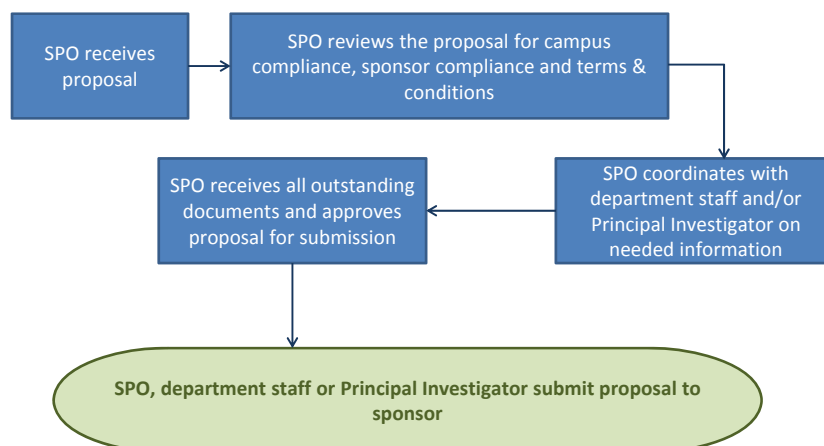 SPO receives
proposal
SPO reviews the proposal for campus
compliance, sponsor compliance and terms &
conditions
SPO coordinates with
department staff and/or
Principal Investigator on
needed information
SPO receives all outstanding
documents and approves
proposal for submission
SPO, department staff or Principal Investigator submit proposal to
sponsor